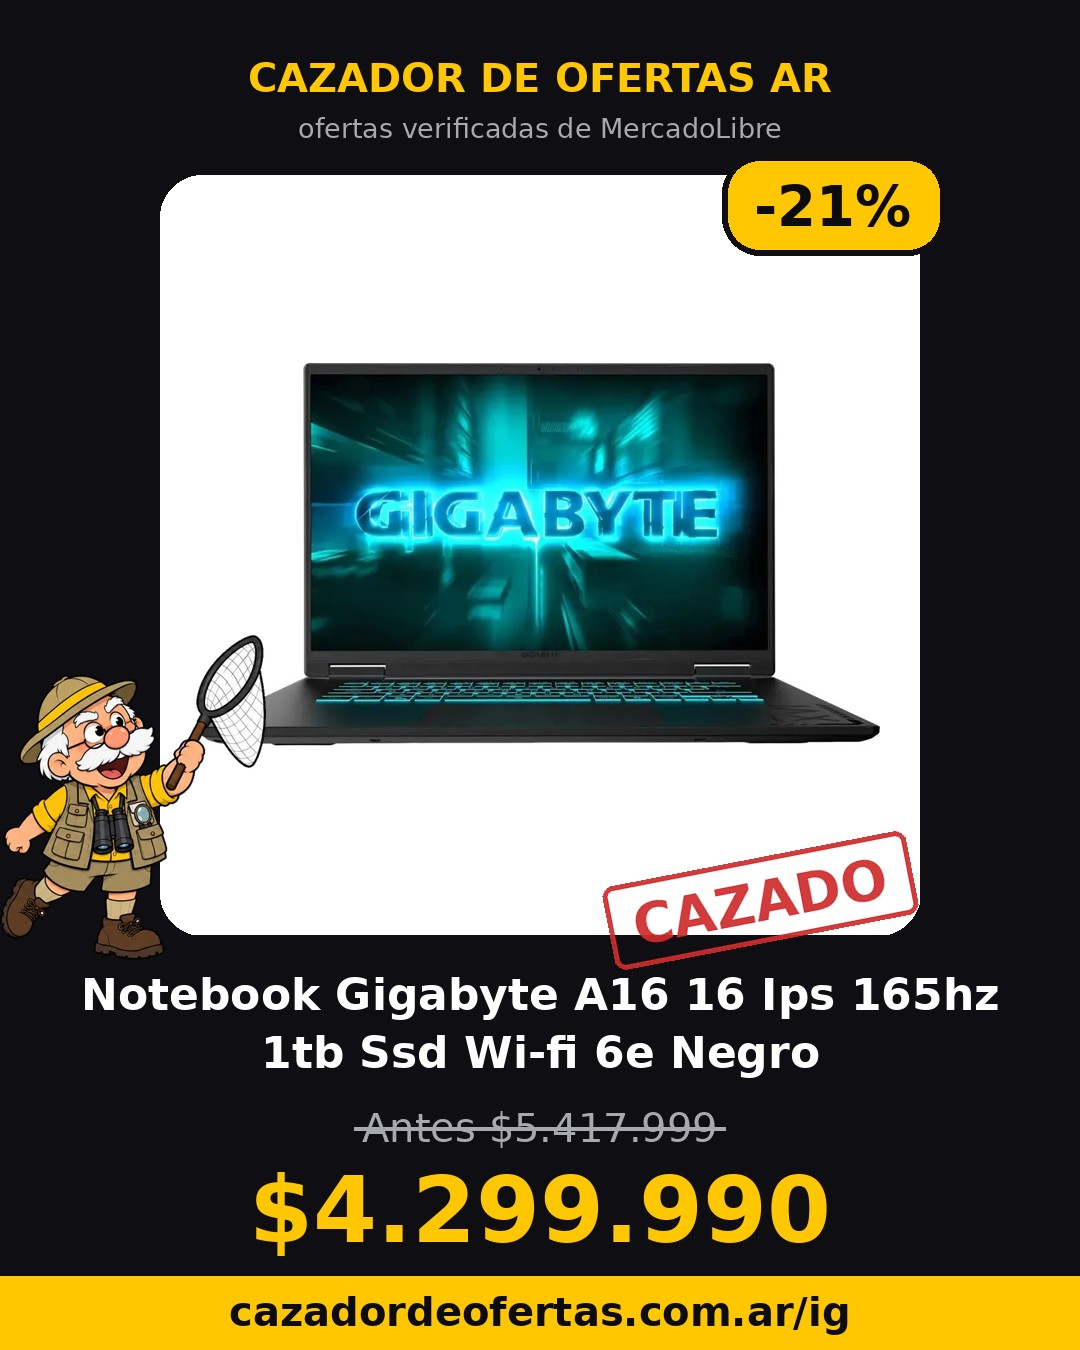 CAZADOR DE OFERTAS AR
ofertas verificadas de MercadoLibre
-21%
GIGABYTE
GIGABYTE
CAZADO
Notebook Gigabyte A16 16 Ips 165hz
1tb Ssd Wi-fi 6e Negro
Antes $5.417.999
$4.299.990
cazadordeofertas.com.ar/ig